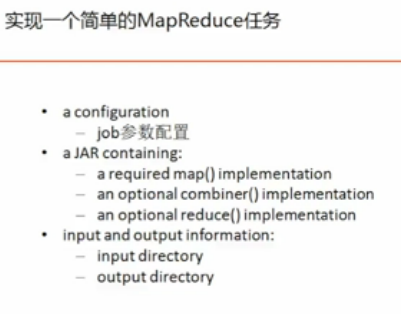 实现一个简单的MapReduce任务
• a configuration
– job参数配置
• a JAR containing:
– a required map() implementation
– an optional combiner() implementation
– an optional reduce() implementation
• input and output information:
– input directory
– output directory